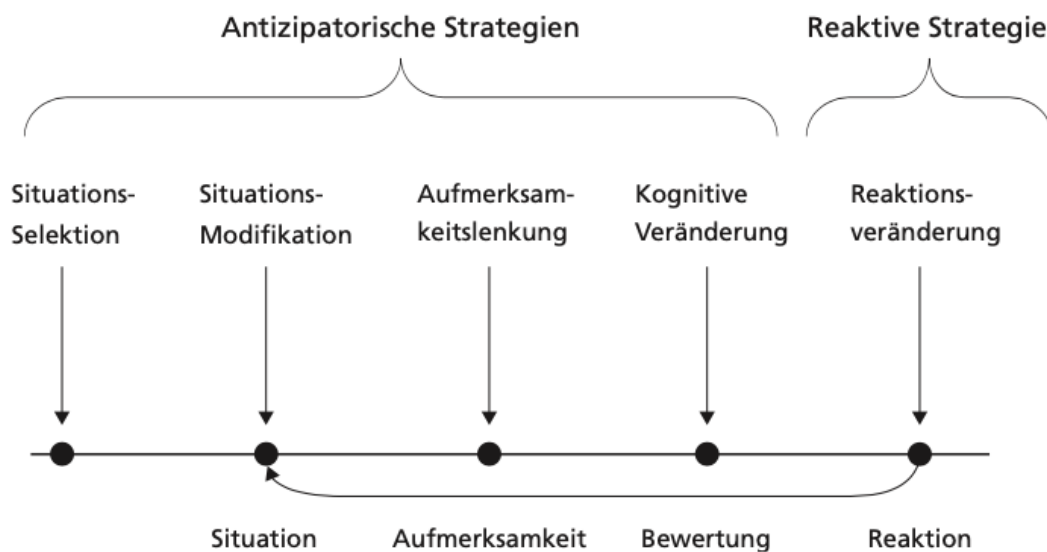 Antizipatorische Strategien
Reaktive Strategie
Situations-
Selektion
Situations-
Modifikation
Aufmerksam-
keitslenkung
Kognitive
Veränderung
Reaktions-
veränderung
Situation
Aufmerksamkeit
Bewertung
Reaktion